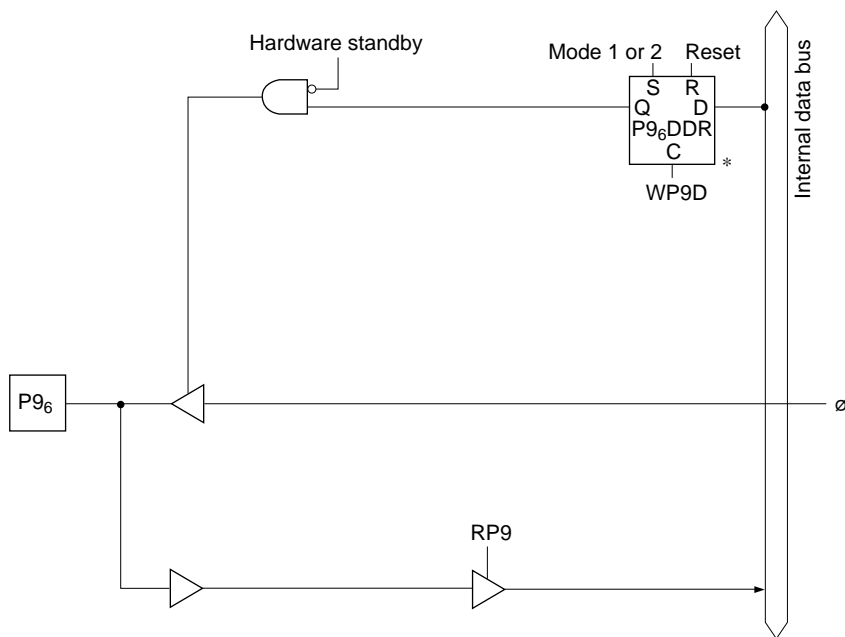 Hardware standby
Mode 1 or 2
Reset
S
R
Q
D
P9₆DDR
C
*
WP9D
Internal data bus
P9₆
ø
RP9